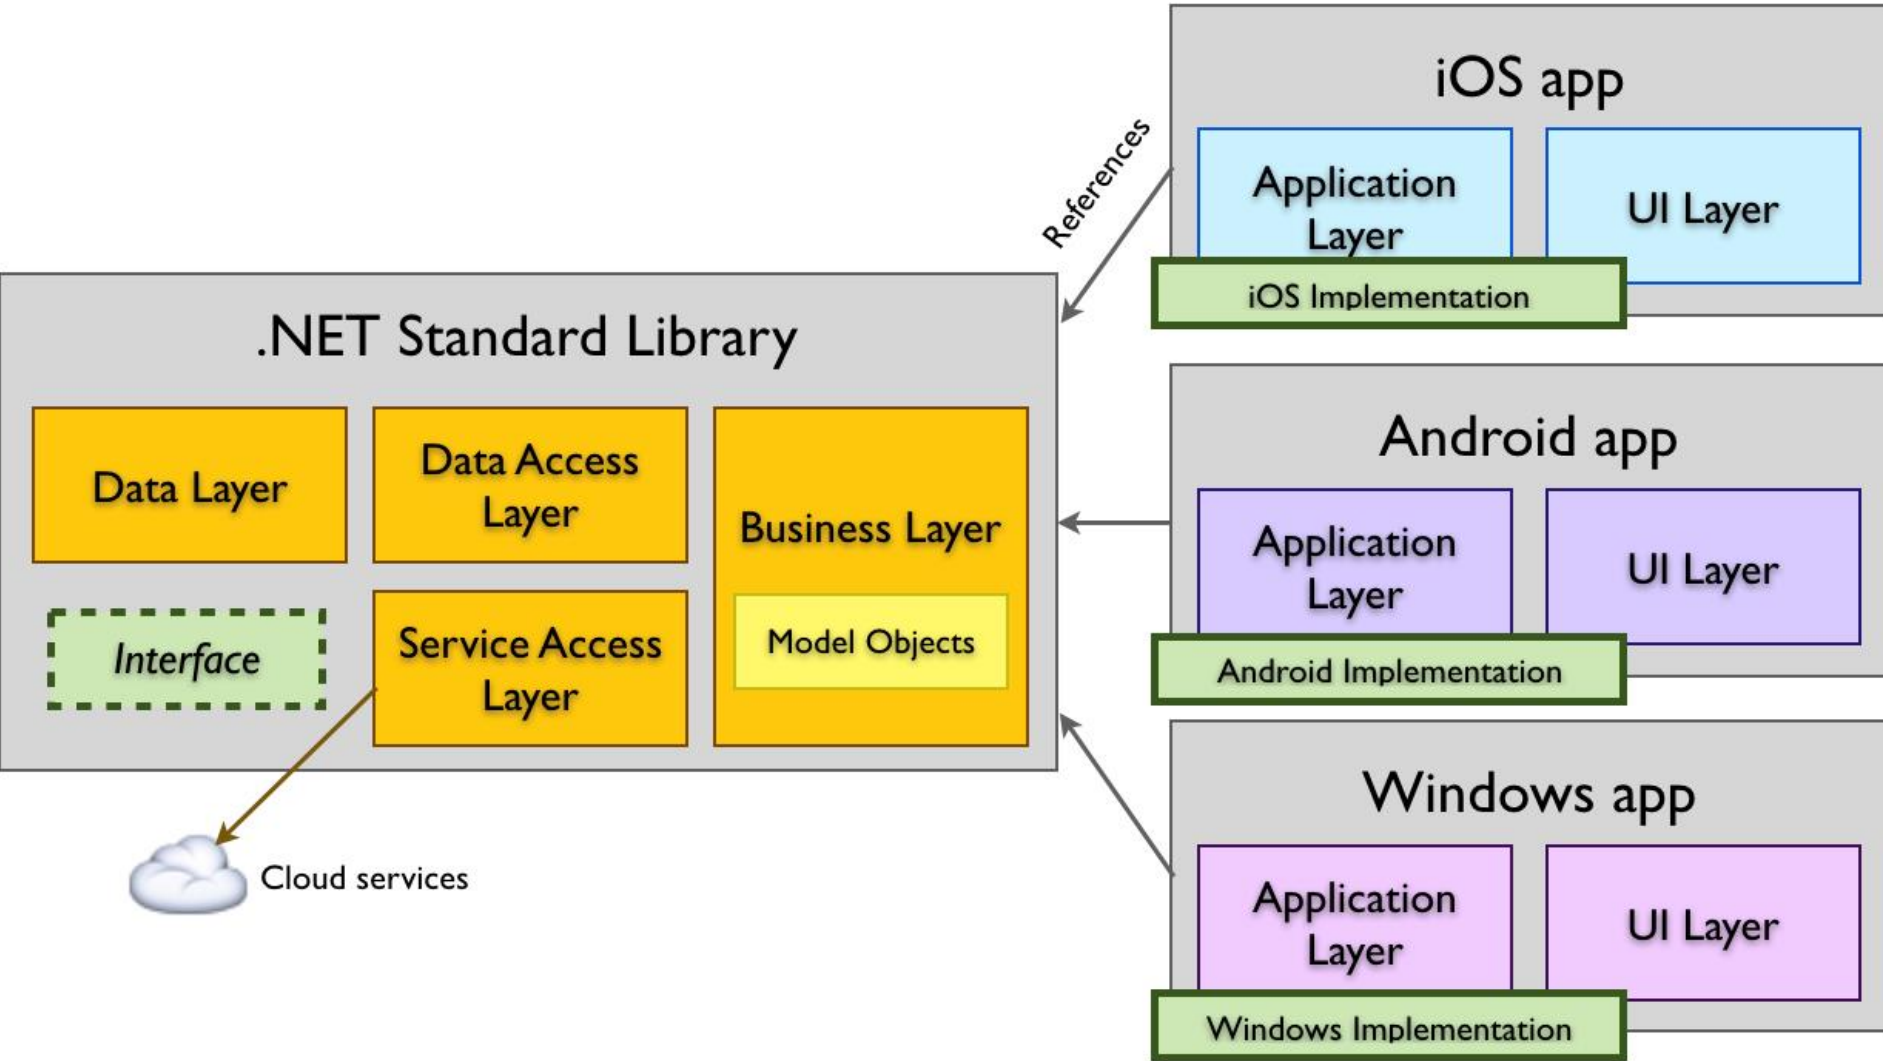 .NET Standard Library
Data Layer
Data Access
Layer
Business Layer
Model Objects
Interface
Service Access
Layer
Cloud services
References
iOS app
Application
Layer
UI Layer
iOS Implementation
Android app
Application
Layer
UI Layer
Android Implementation
Windows app
Application
Layer
UI Layer
Windows Implementation